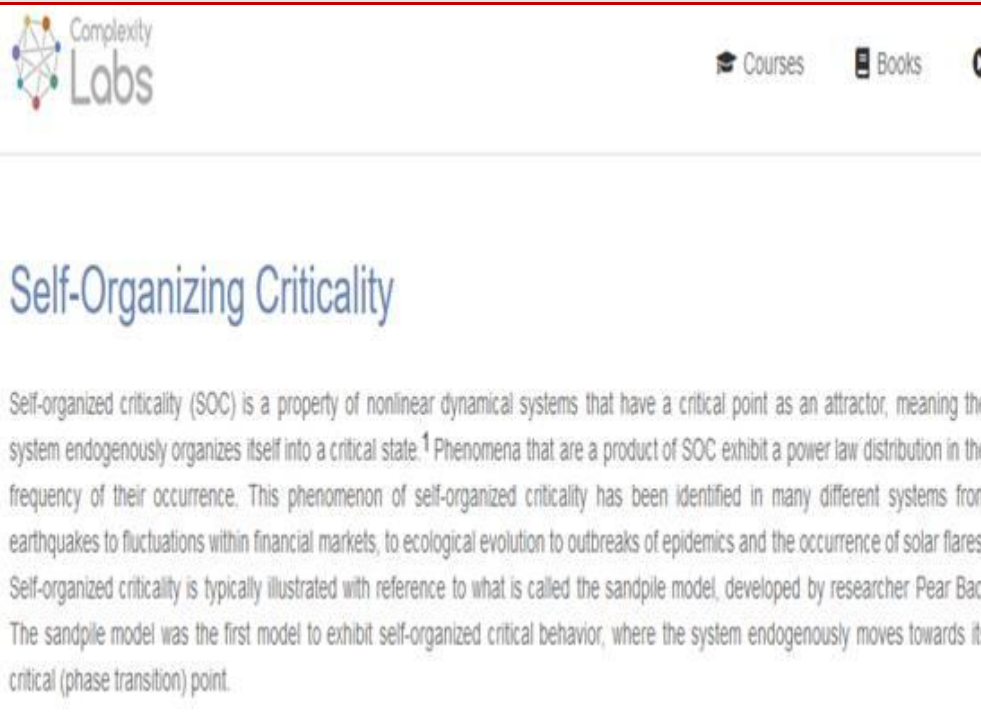 Complexity
Labs
Courses Books
Self-Organizing Criticality
Self-organized criticality (SOC) is a property of nonlinear dynamical systems that have a critical point as an attractor, meaning the
system endogenously organizes itself into a critical state.1 Phenomena that are a product of SOC exhibit a power law distribution in the
frequency of their occurrence. This phenomenon of self-organized criticality has been identified in many different systems from
earthquakes to fluctuations within financial markets, to ecological evolution to outbreaks of epidemics and the occurrence of solar flares
Self-organized criticality is typically illustrated with reference to what is called the sandpile model, developed by researcher Pear Bac
The sandpile model was the first model to exhibit self-organized critical behavior, where the system endogenously moves towards it
critical (phase transition) point.